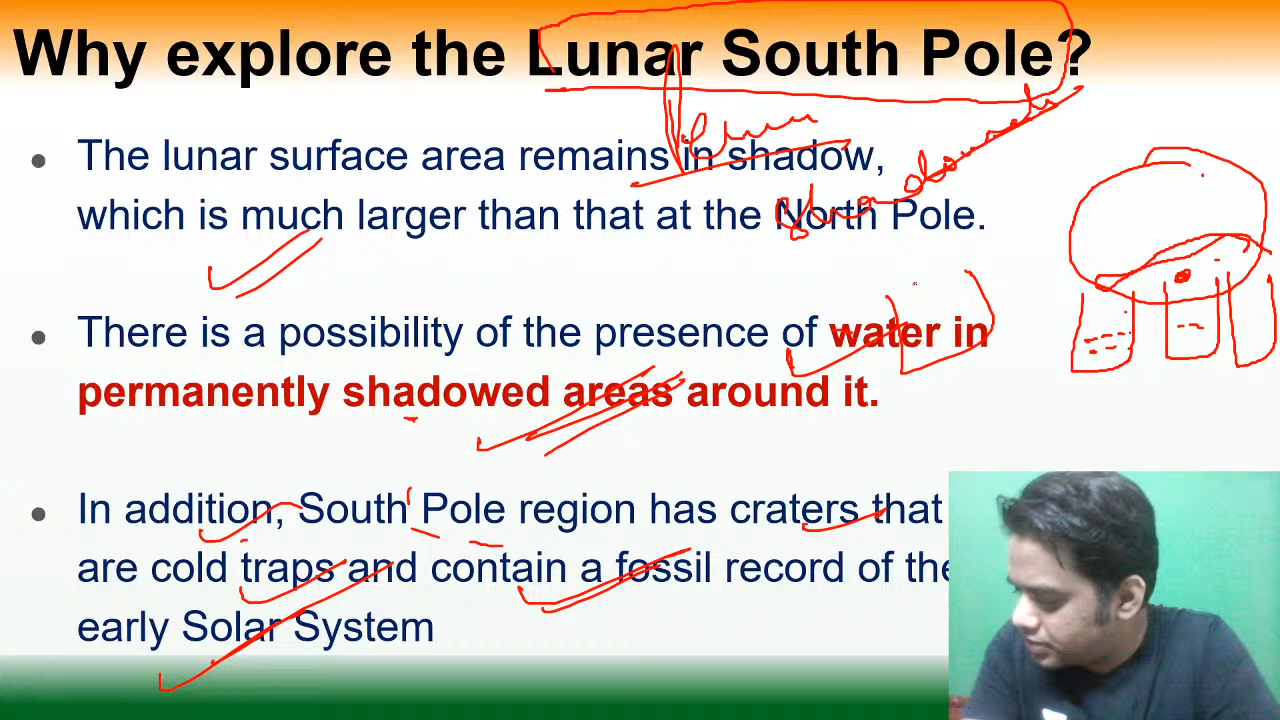 Why explore the Lunar South Pole?
The lunar surface area remains in shadow,
which is much larger than that at the North Pole.
There is a possibility of the presence of water in
permanently shadowed areas around it.
In addition, South Pole region has craters that
are cold traps and contain a fossil record of the
early Solar System